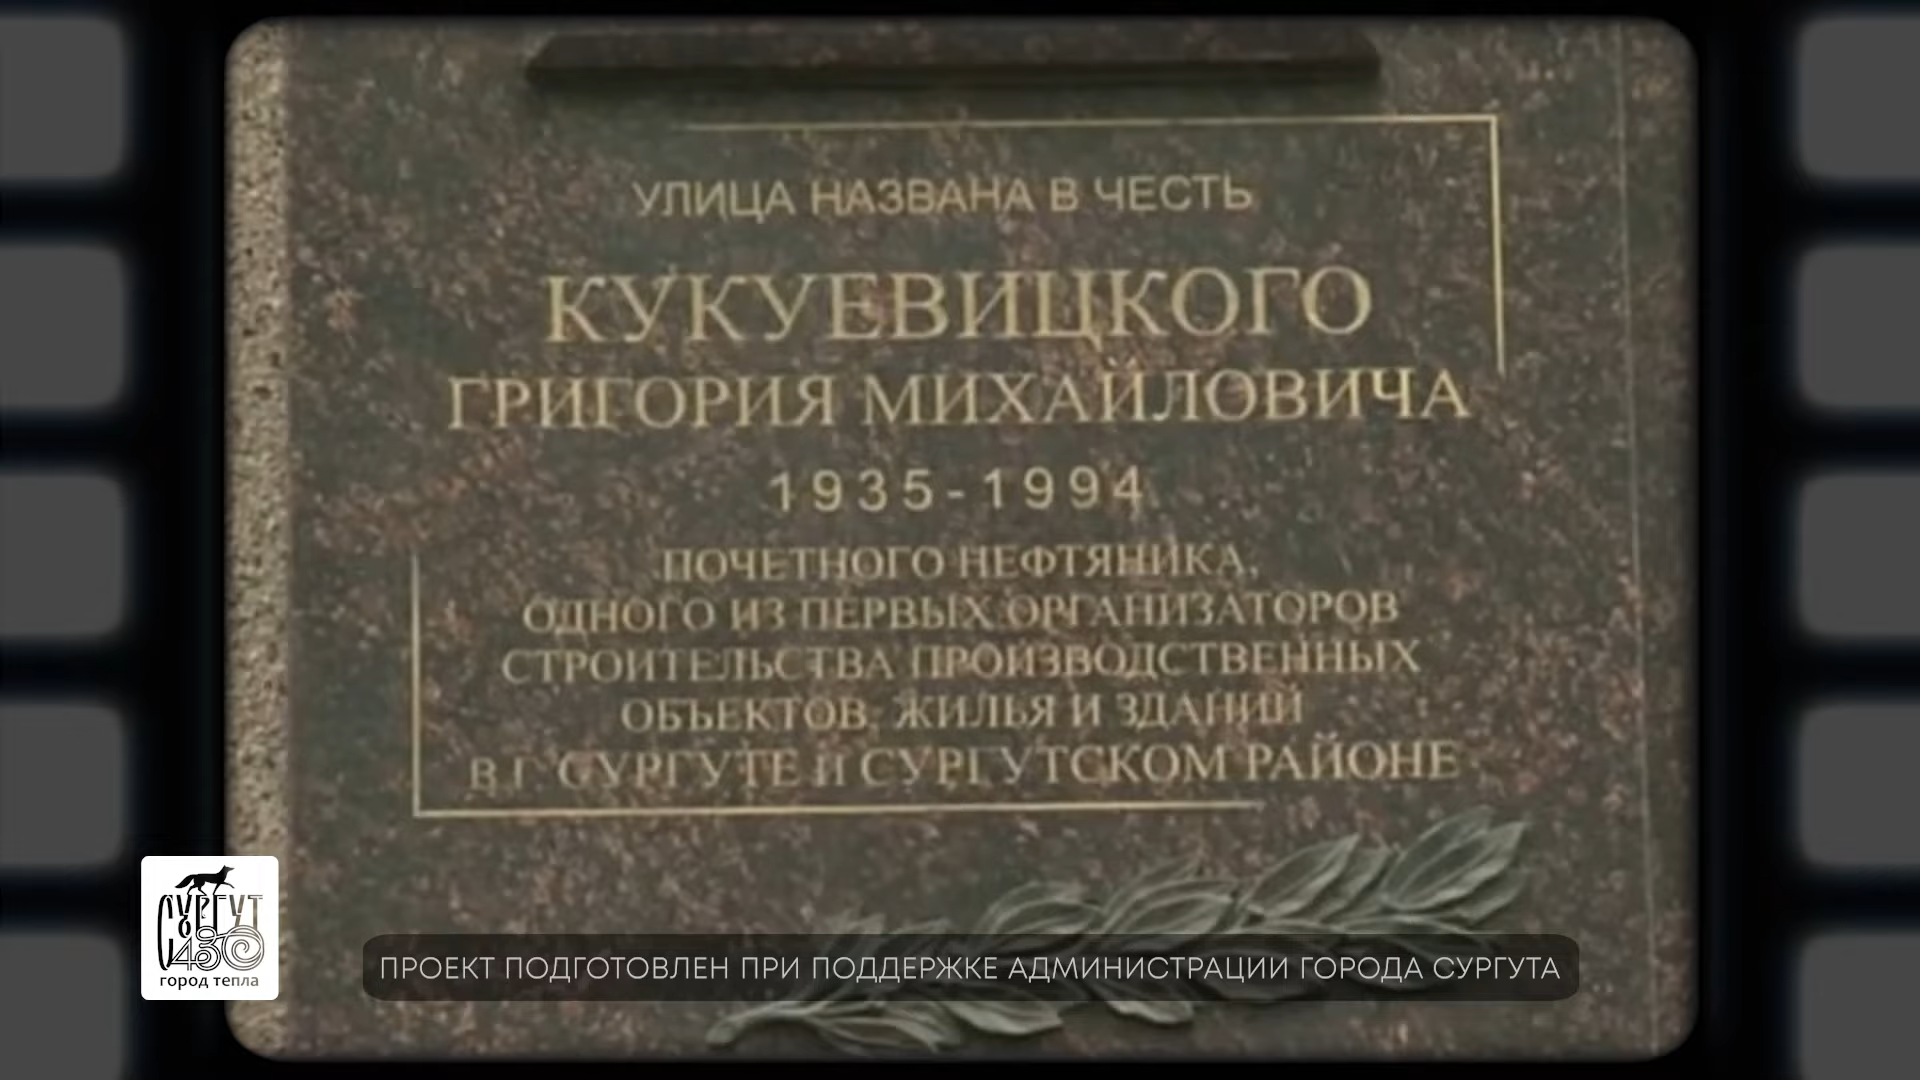 УЛИЦА НАЗВАНА В ЧЕСТЬ
КУКУЕВИЦКОГО
ГРИГОРИЯ МИХАЙЛОВИЧА
1935-1994
ПОЧЕТНОГО НЕФТЯНИКА,
ОДНОГО ИЗ ПЕРВЫХ ОРГАНИЗАТОРОВ
СТРОИТЕЛЬСТВА ПРОИЗВОДСТВЕННЫХ
ОБЪЕКТОВ, ЖИЛЬЯ И ЗДАНИЙ
В Г. СУРГУТЕ И СУРГУТСКОМ РАЙОНЕ
СУРГУТ
430
город тепла
ПРОЕКТ ПОДГОТОВЛЕН ПРИ ПОДДЕРЖКЕ АДМИНИСТРАЦИИ ГОРОДА СУРГУТА